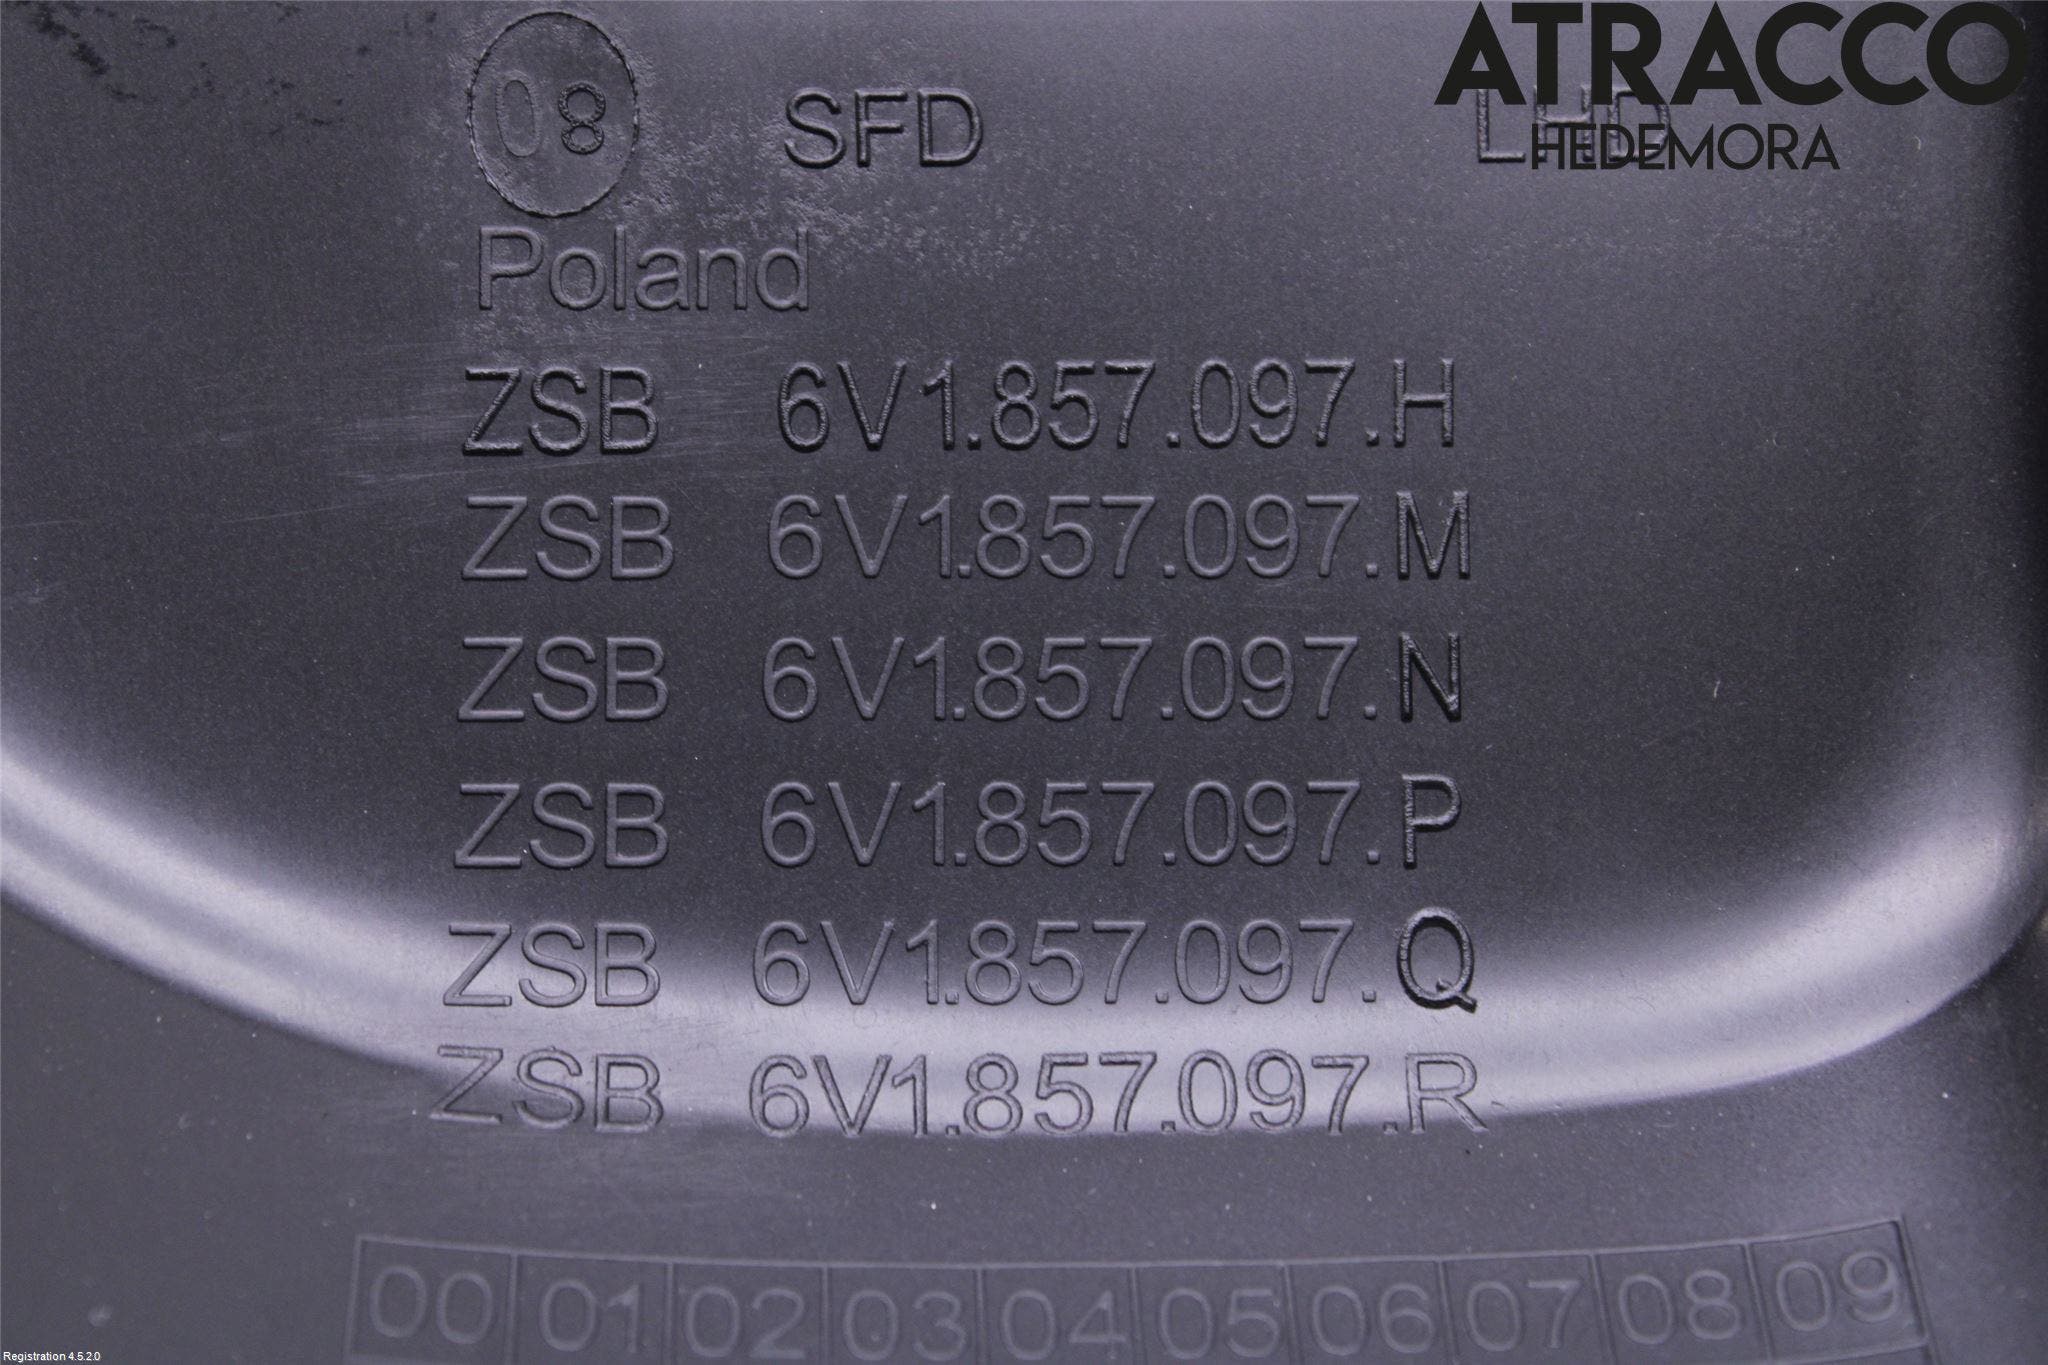 ATRACCO
HEDEMORA
08 SFD LHD
Poland
ZSB 6V1.857.097.H
ZSB 6V1.857.097.M
ZSB 6V1.857.097.N
ZSB 6V1.857.097.P
ZSB 6V1.857.097.Q
ZSB 6V1.857.097.R
00 01 02 03 04 05 06 07 08 09
Registration 4.5.2.0